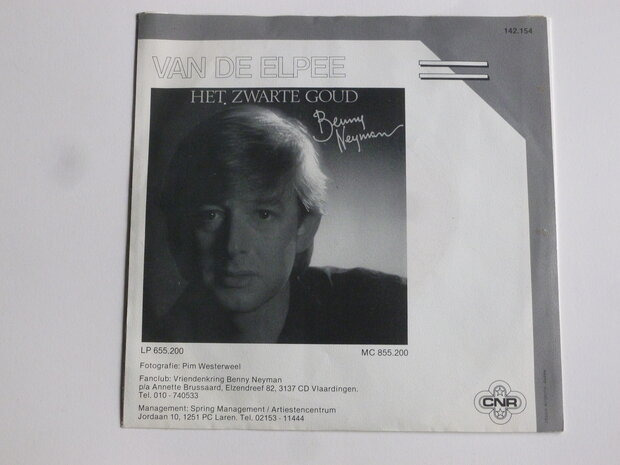 142.154
VAN DE ELPEE
HET ZWARTE GOUD
Benny
Neyman
LP 655.200
MC 855.200
Fotografie: Pim Westerweel
Fanclub: Vriendenkring Benny Neyman
p/a Annette Brussaard, Elzendreef 82, 3137 CD Vlaardingen.
Tel. 010 - 740533
Management: Spring Management / Artiestencentrum
Jordaan 10, 1251 PC Laren. Tel. 02153 - 11444
CNR